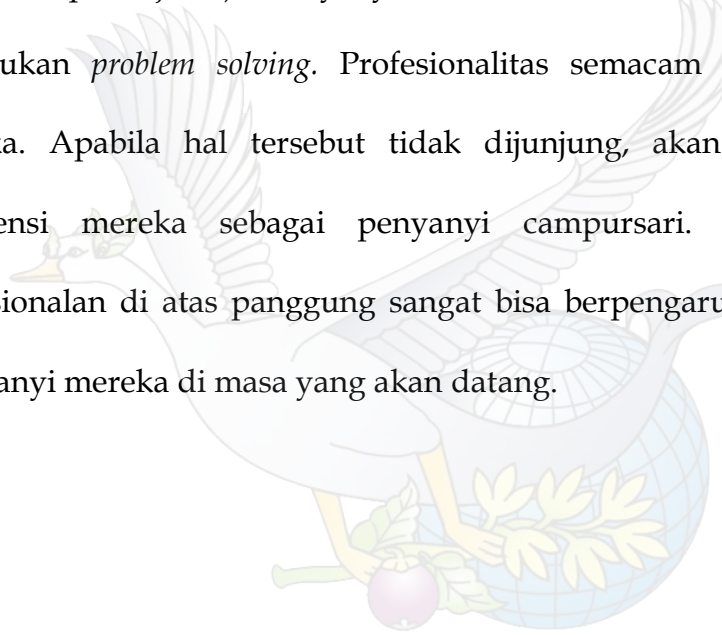 ukan problem solving. Profesionalitas semacam
a. Apabila hal tersebut tidak dijunjung, akan
ensi mereka sebagai penyanyi campursari.
sionalan di atas panggung sangat bisa berpengaru
anyi mereka di masa yang akan datang.